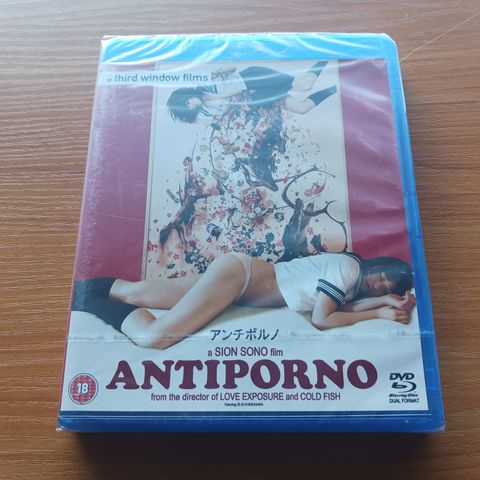 third window films
アンチポルノ
a SION SONO film
ANTIPORNO
from the director of LOVE EXPOSURE and COLD FISH
18
DVD
Blu-ray Disc
DUAL FORMAT